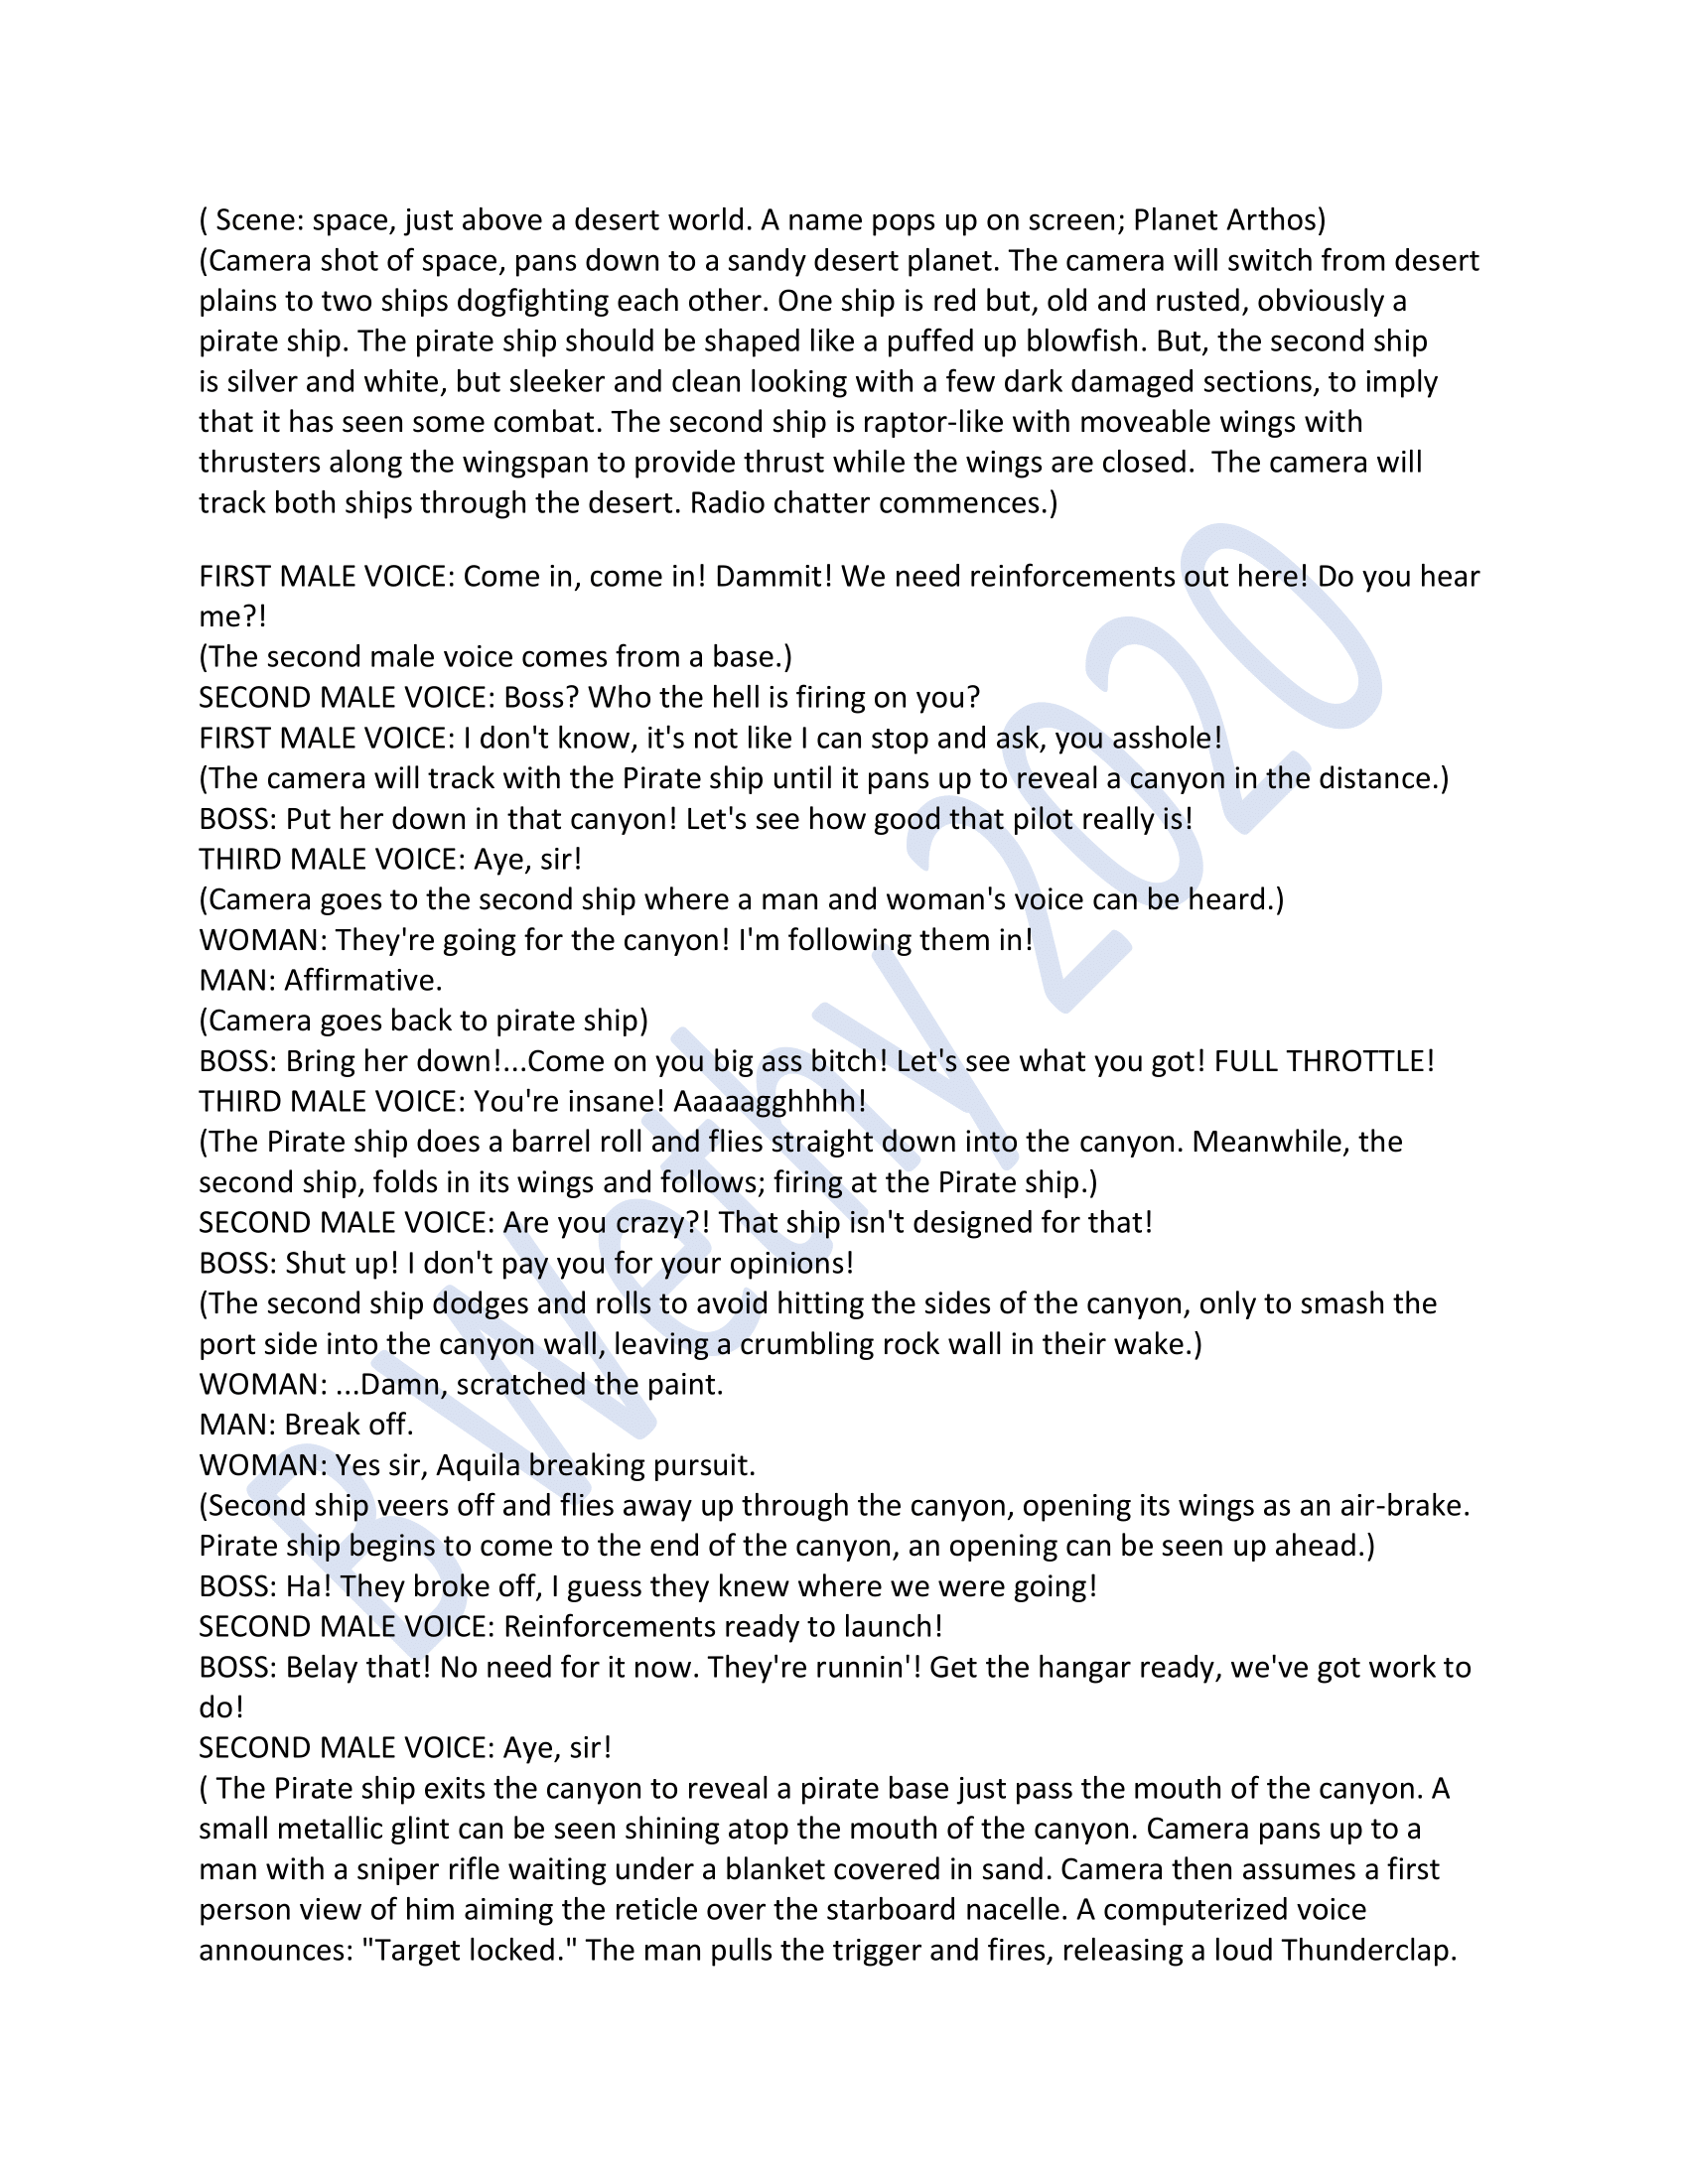 ( Scene: space, just above a desert world. A name pops up on screen; Planet Arthos)
(Camera shot of space, pans down to a sandy desert planet. The camera will switch from desert
plains to two ships dogfighting each other. One ship is red but, old and rusted, obviously a
pirate ship. The pirate ship should be shaped like a puffed up blowfish. But, the second ship
is silver and white, but sleeker and clean looking with a few dark damaged sections, to imply
that it has seen some combat. The second ship is raptor-like with moveable wings with
thrusters along the wingspan to provide thrust while the wings are closed.  The camera will
track both ships through the desert. Radio chatter commences.)
FIRST MALE VOICE: Come in, come in! Dammit! We need reinforcements out here! Do you hear
me?!
(The second male voice comes from a base.)
SECOND MALE VOICE: Boss? Who the hell is firing on you?
FIRST MALE VOICE: I don't know, it's not like I can stop and ask, you asshole!
(The camera will track with the Pirate ship until it pans up to reveal a canyon in the distance.)
BOSS: Put her down in that canyon! Let's see how good that pilot really is!
THIRD MALE VOICE: Aye, sir!
(Camera goes to the second ship where a man and woman's voice can be heard.)
WOMAN: They're going for the canyon! I'm following them in!
MAN: Affirmative.
(Camera goes back to pirate ship)
BOSS: Bring her down!...Come on you big ass bitch! Let's see what you got! FULL THROTTLE!
THIRD MALE VOICE: You're insane! Aaaaagghhhh!
(The Pirate ship does a barrel roll and flies straight down into the canyon. Meanwhile, the
second ship, folds in its wings and follows; firing at the Pirate ship.)
SECOND MALE VOICE: Are you crazy?! That ship isn't designed for that!
BOSS: Shut up! I don't pay you for your opinions!
(The second ship dodges and rolls to avoid hitting the sides of the canyon, only to smash the
port side into the canyon wall, leaving a crumbling rock wall in their wake.)
WOMAN: ...Damn, scratched the paint.
MAN: Break off.
WOMAN: Yes sir, Aquila breaking pursuit.
(Second ship veers off and flies away up through the canyon, opening its wings as an air-brake.
Pirate ship begins to come to the end of the canyon, an opening can be seen up ahead.)
BOSS: Ha! They broke off, I guess they knew where we were going!
SECOND MALE VOICE: Reinforcements ready to launch!
BOSS: Belay that! No need for it now. They're runnin'! Get the hangar ready, we've got work to
do!
SECOND MALE VOICE: Aye, sir!
( The Pirate ship exits the canyon to reveal a pirate base just pass the mouth of the canyon. A
small metallic glint can be seen shining atop the mouth of the canyon. Camera pans up to a
man with a sniper rifle waiting under a blanket covered in sand. Camera then assumes a first
person view of him aiming the reticle over the starboard nacelle. A computerized voice
announces: "Target locked." The man pulls the trigger and fires, releasing a loud Thunderclap.
B Wethy 2020